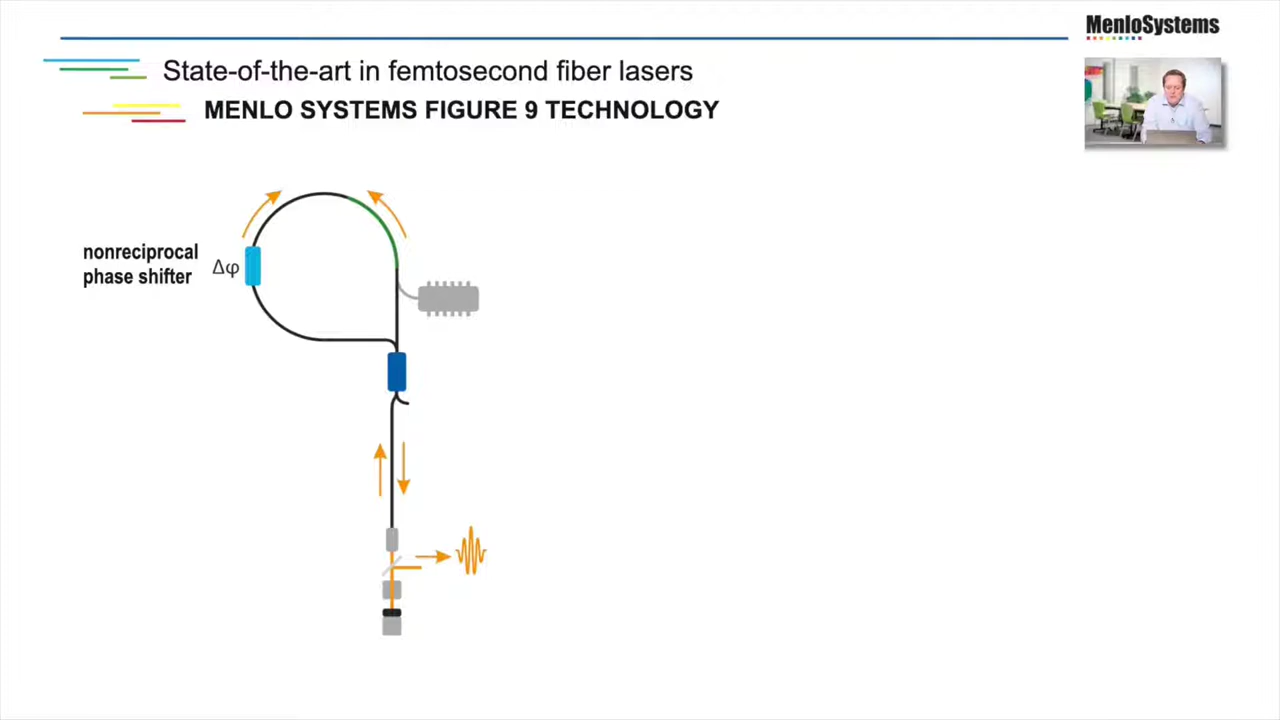 MenloSystems
State-of-the-art in femtosecond fiber lasers
MENLO SYSTEMS FIGURE 9 TECHNOLOGY
nonreciprocal
phase shifter
Δφ